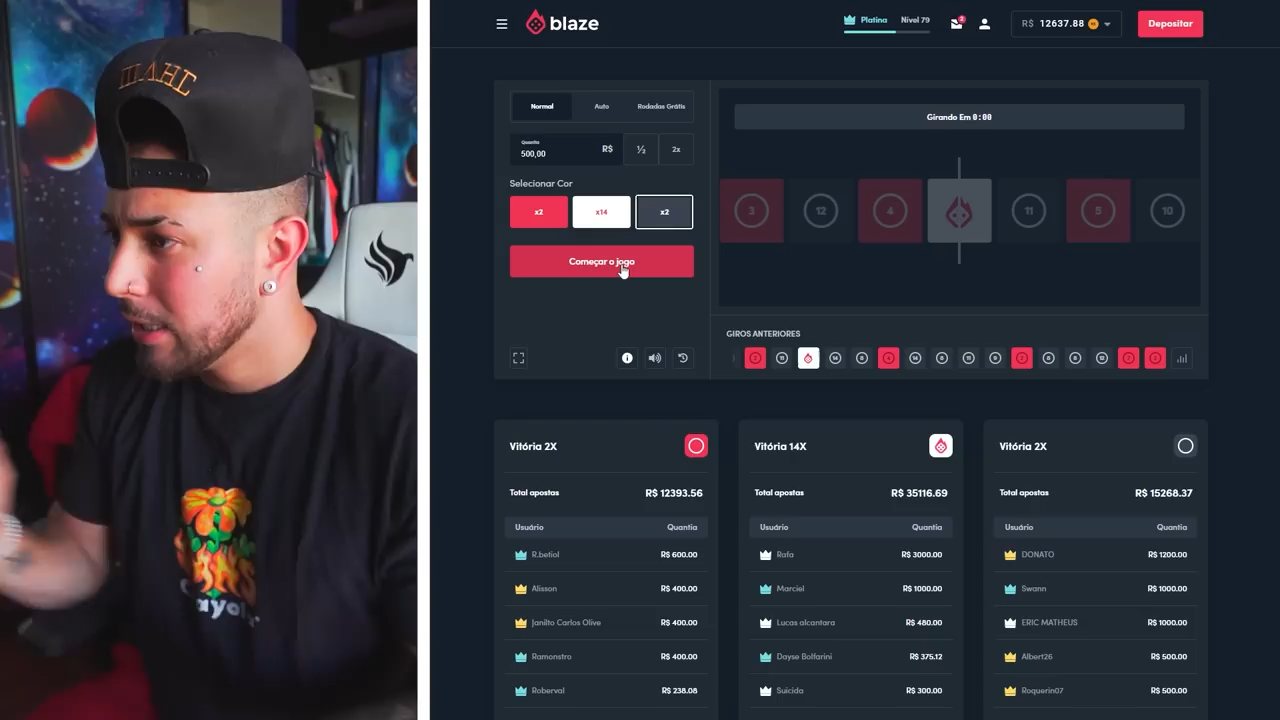 blaze
Platina Nível 79
2
R$ 12637.88
Depositar
Normal Auto Rodadas Grátis
Quantia
500,00 R$ ½ 2x
Selecionar Cor
x2 x14 x2
Começar o jogo
Girando Em 0:00
3 12 4 11 5 10
GIROS ANTERIORES
Vitória 2X
Total apostas R$ 12393.56
Usuário Quantia
R.betiol R$ 600.00
Alisson R$ 400.00
Janilto Carlos Olive R$ 400.00
Ramonstro R$ 400.00
Roberval R$ 238.08
Vitória 14X
Total apostas R$ 35116.69
Usuário Quantia
Rafa R$ 3000.00
Marciel R$ 1000.00
Lucas alcantara R$ 480.00
Dayse Bolfarini R$ 375.12
Suicida R$ 300.00
Vitória 2X
Total apostas R$ 15268.37
Usuário Quantia
DONATO R$ 1200.00
Swann R$ 1000.00
ERIC MATHEUS R$ 1000.00
Albert26 R$ 500.00
Roquerin07 R$ 500.00